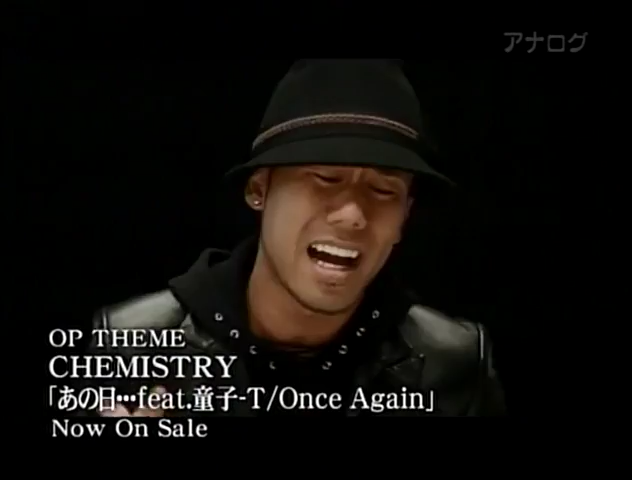 アナログ
OP THEME
CHEMISTRY
「あの日…feat.童子-T/Once Again」
Now On Sale